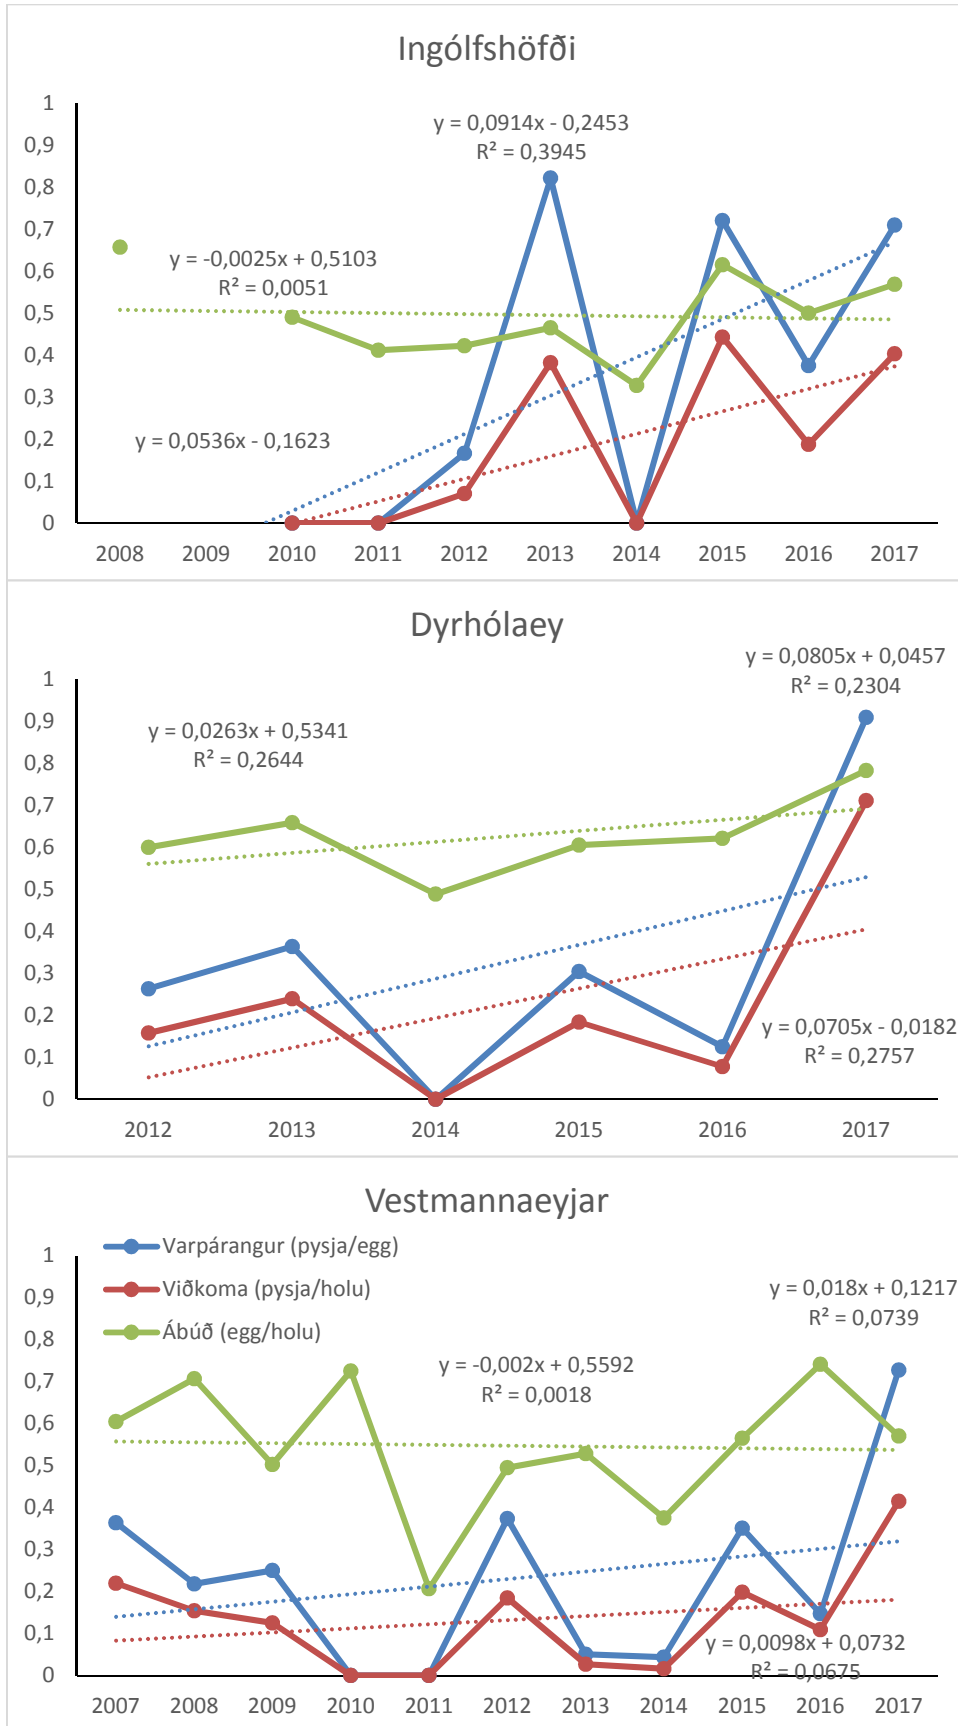 Ingólfshöfði
y = 0,0914x - 0,2453
R² = 0,3945
y = -0,0025x + 0,5103
R² = 0,0051
y = 0,0536x - 0,1623
1
0,9
0,8
0,7
0,6
0,5
0,4
0,3
0,2
0,1
0
2008 2009 2010 2011 2012 2013 2014 2015 2016 2017
Dyrhólaey
y = 0,0805x + 0,0457
R² = 0,2304
y = 0,0263x + 0,5341
R² = 0,2644
y = 0,0705x - 0,0182
R² = 0,2757
1
0,9
0,8
0,7
0,6
0,5
0,4
0,3
0,2
0,1
0
2012 2013 2014 2015 2016 2017
Vestmannaeyjar
Varpárangur (pysja/egg)
Viðkoma (pysja/holu)
Ábúð (egg/holu)
y = 0,018x + 0,1217
R² = 0,0739
y = -0,002x + 0,5592
R² = 0,0018
y = 0,0098x + 0,0732
R² = 0,0675
1
0,9
0,8
0,7
0,6
0,5
0,4
0,3
0,2
0,1
0
2007 2008 2009 2010 2011 2012 2013 2014 2015 2016 2017